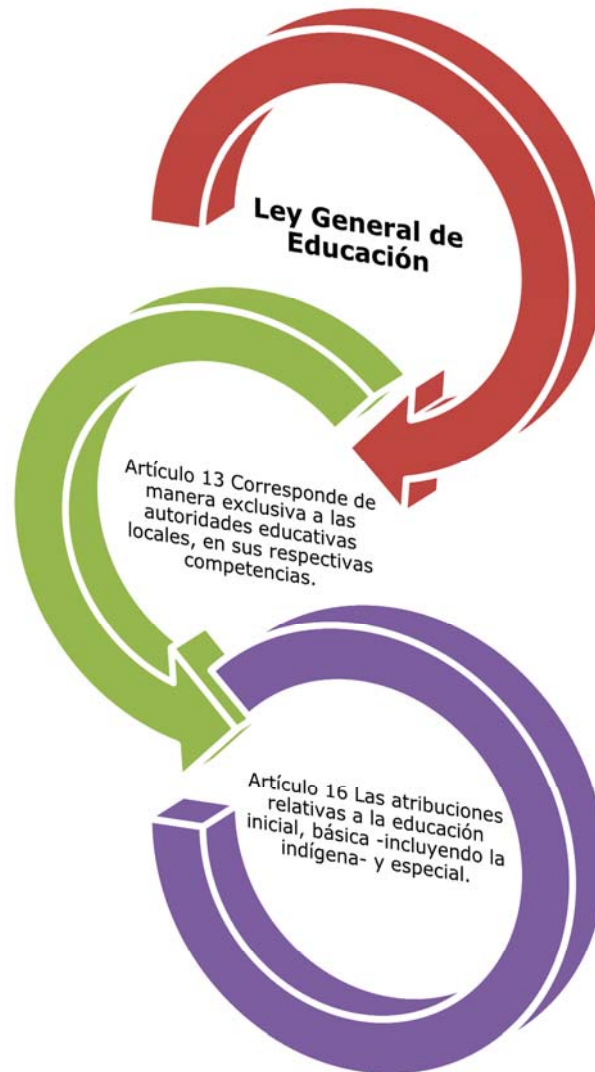 Ley General de
Educación
Artículo 13 Corresponde de
manera exclusiva a las
autoridades educativas
locales, en sus respectivas
competencias.
Artículo 16 Las atribuciones
relativas a la educación
inicial, básica -incluyendo la
indígena- y especial.